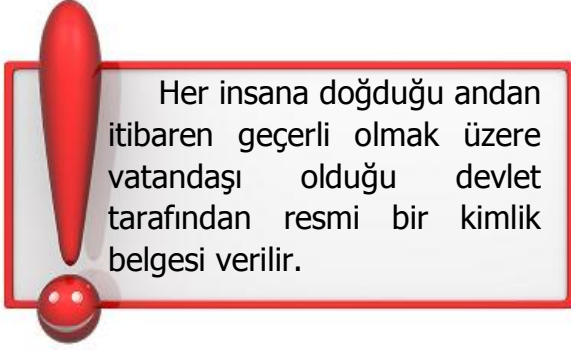 Her insana doğduğu andan
itibaren geçerli olmak üzere
vatandaşı olduğu devlet
tarafından resmi bir kimlik
belgesi verilir.